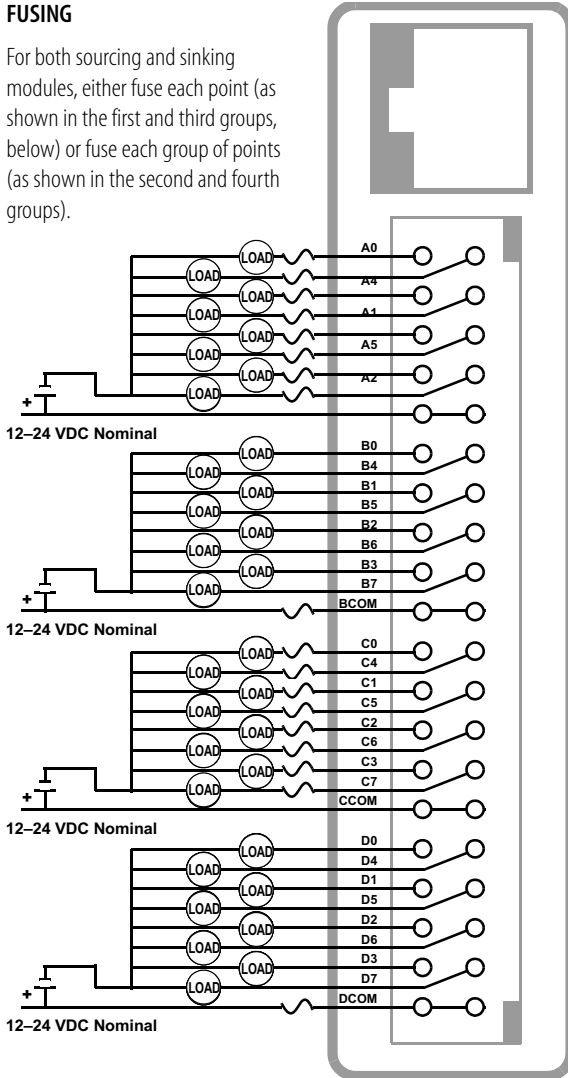 FUSING
For both sourcing and sinking
modules, either fuse each point (as
shown in the first and third groups,
below) or fuse each group of points
(as shown in the second and fourth
groups).
A0
LOAD
LOAD
A4
LOAD
A1
LOAD
LOAD
A5
LOAD
LOAD
A2
LOAD
+
12–24 VDC Nominal
B0
LOAD
B4
LOAD
B1
LOAD
B5
LOAD
B2
LOAD
B6
LOAD
B3
LOAD
B7
LOAD
+
BCOM
12–24 VDC Nominal
C0
LOAD
C4
LOAD
C1
LOAD
C5
LOAD
C2
LOAD
C6
LOAD
C3
LOAD
C7
LOAD
+
CCOM
12–24 VDC Nominal
D0
LOAD
D4
LOAD
D1
LOAD
D5
LOAD
D2
LOAD
D6
LOAD
D3
LOAD
D7
LOAD
+
DCOM
12–24 VDC Nominal